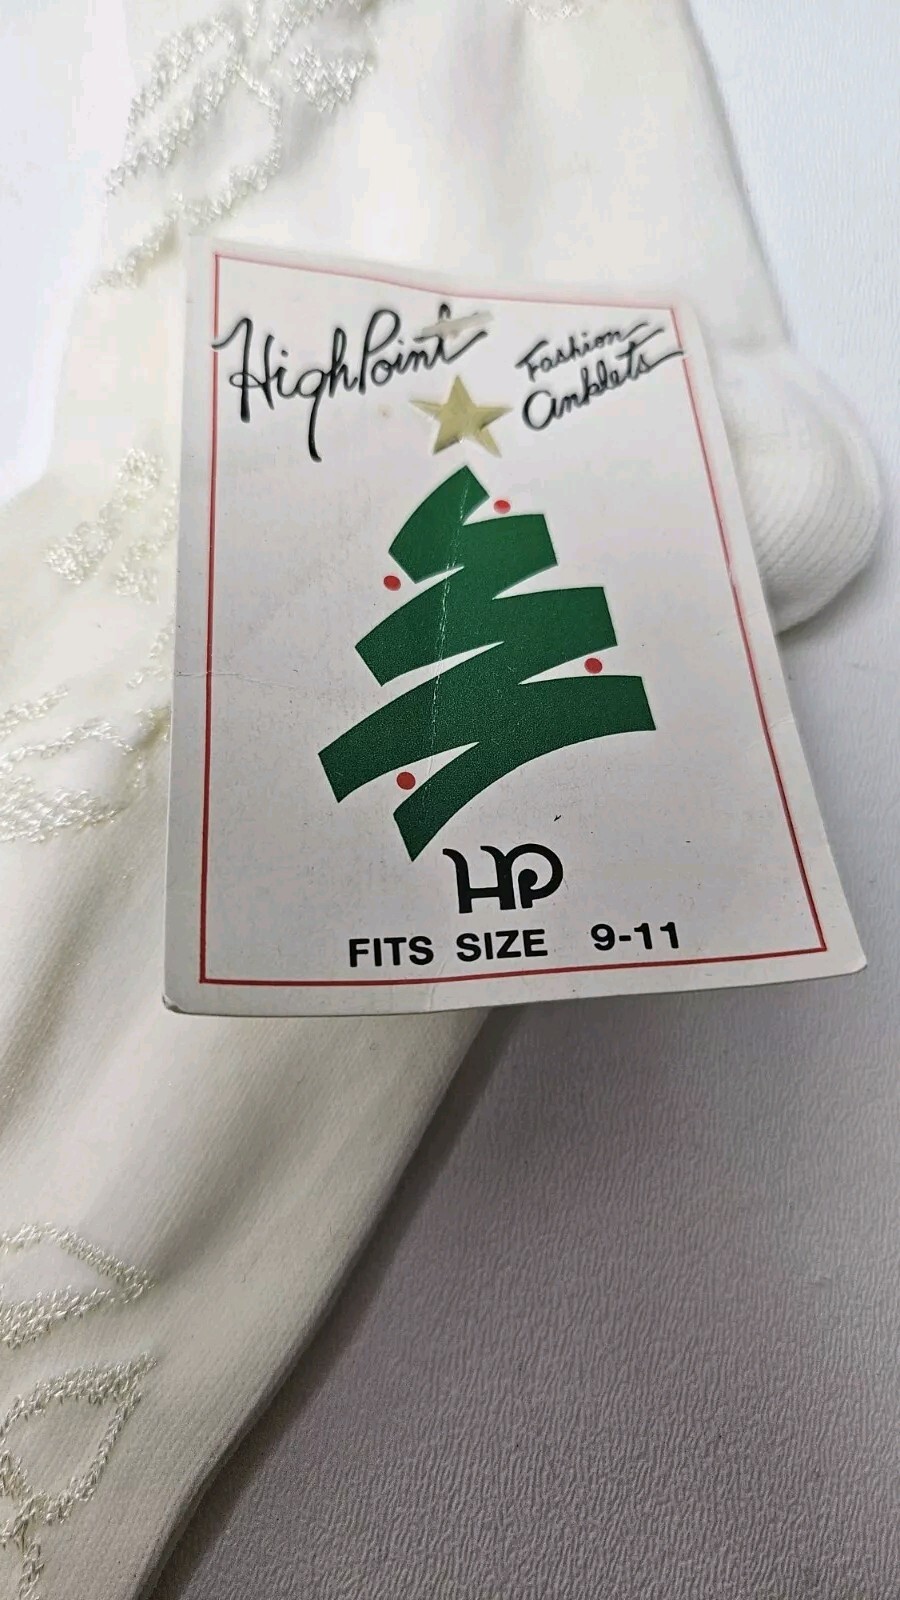 HighPoint
Fashion
Anklets
HP
FITS SIZE 9-11